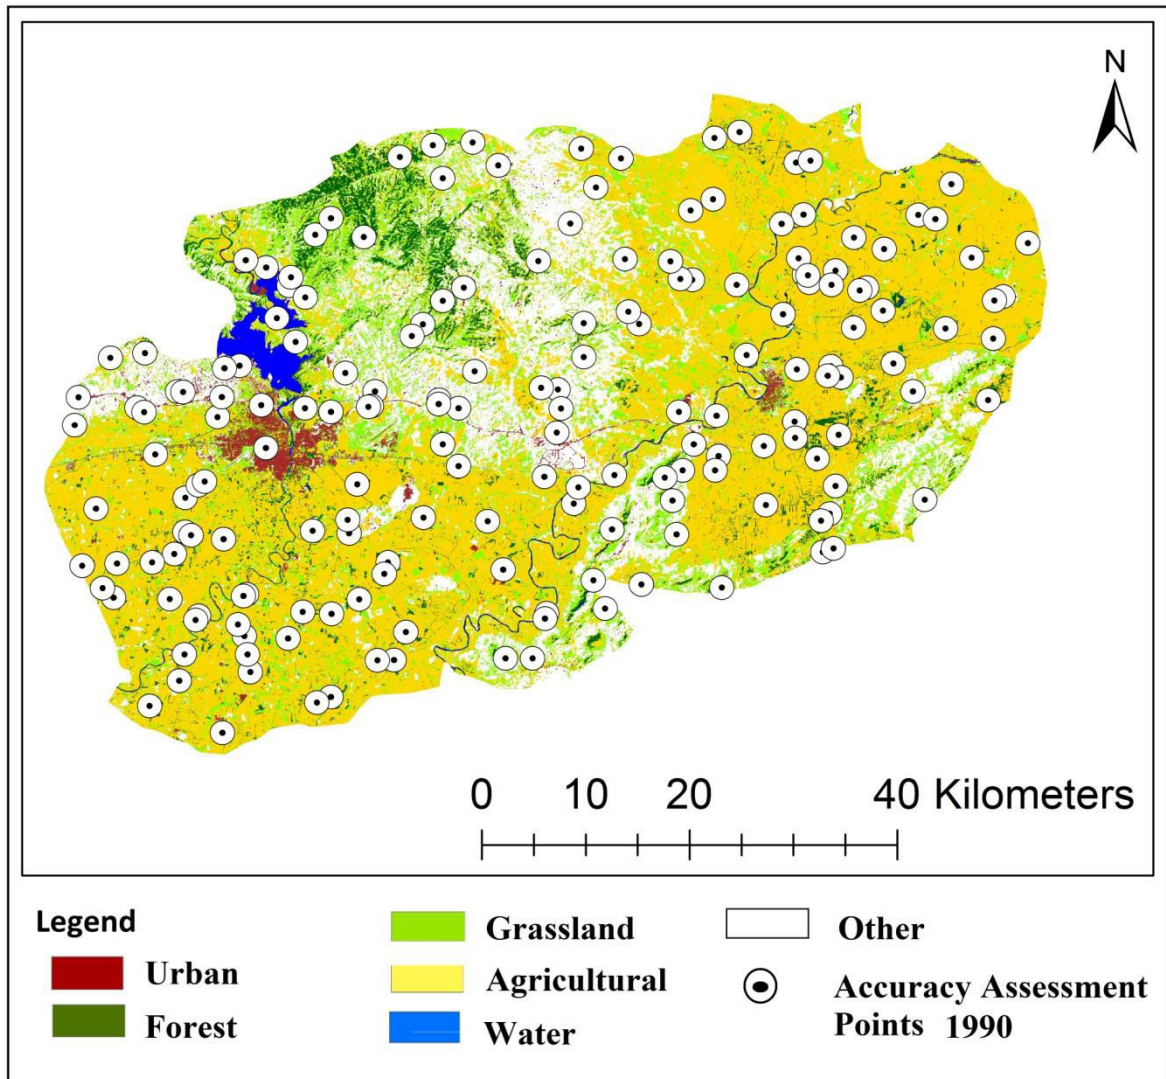 N
0 10 20 40 Kilometers
Legend
Urban
Forest
Grassland
Agricultural
Water
Other
Accuracy Assessment
Points 1990